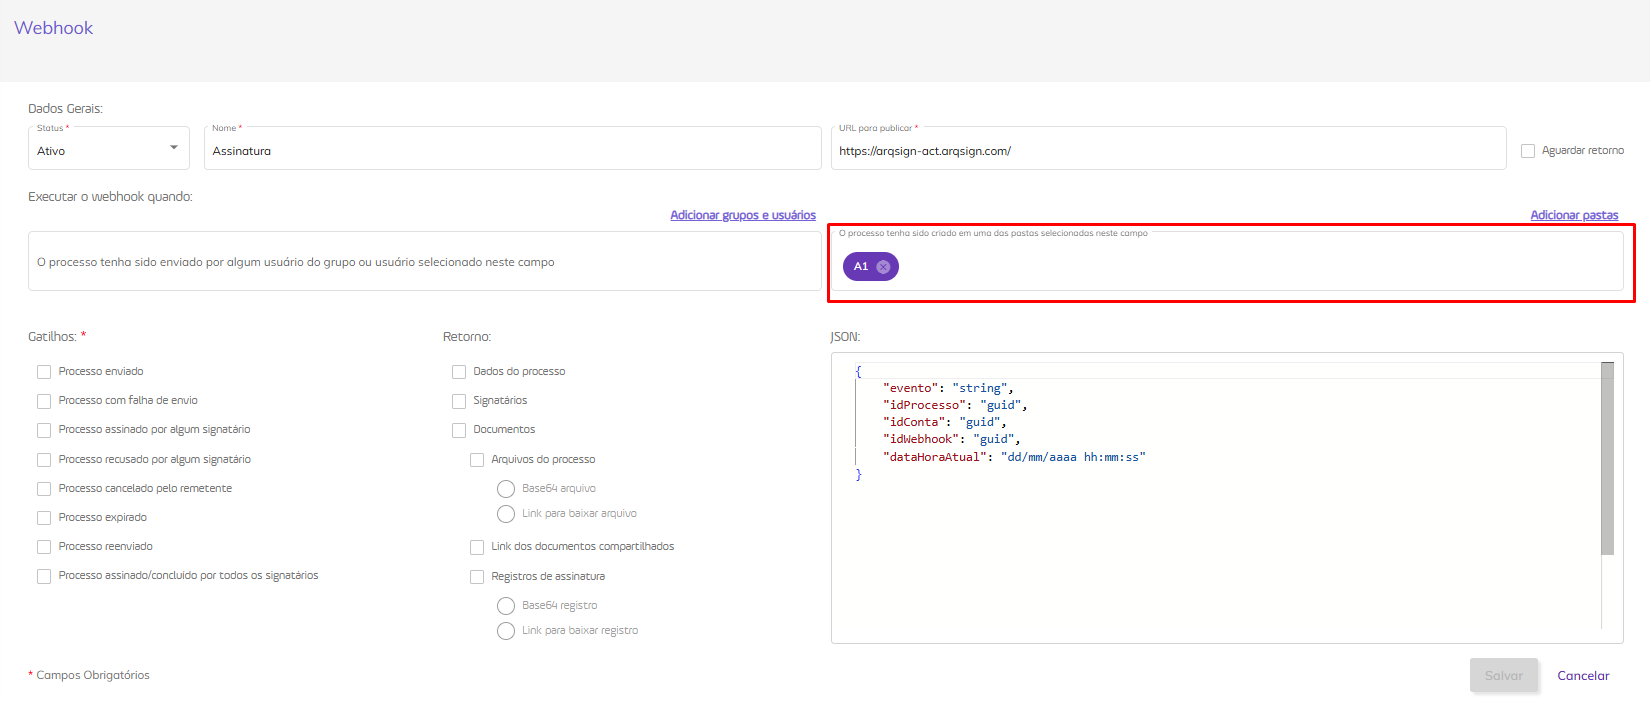 Webhook
Dados Gerais:
Status *
Ativo
Nome *
Assinatura
URL para publicar *
https://arqsign-act.arqsign.com/
Aguardar retorno
Executar o webhook quando:
Adicionar grupos e usuários
Adicionar pastas
O processo tenha sido enviado por algum usuário do grupo ou usuário selecionado neste campo
O processo tenha sido criado em uma das pastas selecionadas neste campo
A1
Gatilhos: *
Processo enviado
Processo com falha de envio
Processo assinado por algum signatário
Processo recusado por algum signatário
Processo cancelado pelo remetente
Processo expirado
Processo reenviado
Processo assinado/concluído por todos os signatários
Retorno:
Dados do processo
Signatários
Documentos
Arquivos do processo
Base64 arquivo
Link para baixar arquivo
Link dos documentos compartilhados
Registros de assinatura
Base64 registro
Link para baixar registro
JSON:
{
"evento": "string",
"idProcesso": "guid",
"idConta": "guid",
"idWebhook": "guid",
"dataHoraAtual": "dd/mm/aaaa hh:mm:ss"
}
* Campos Obrigatórios
Salvar
Cancelar